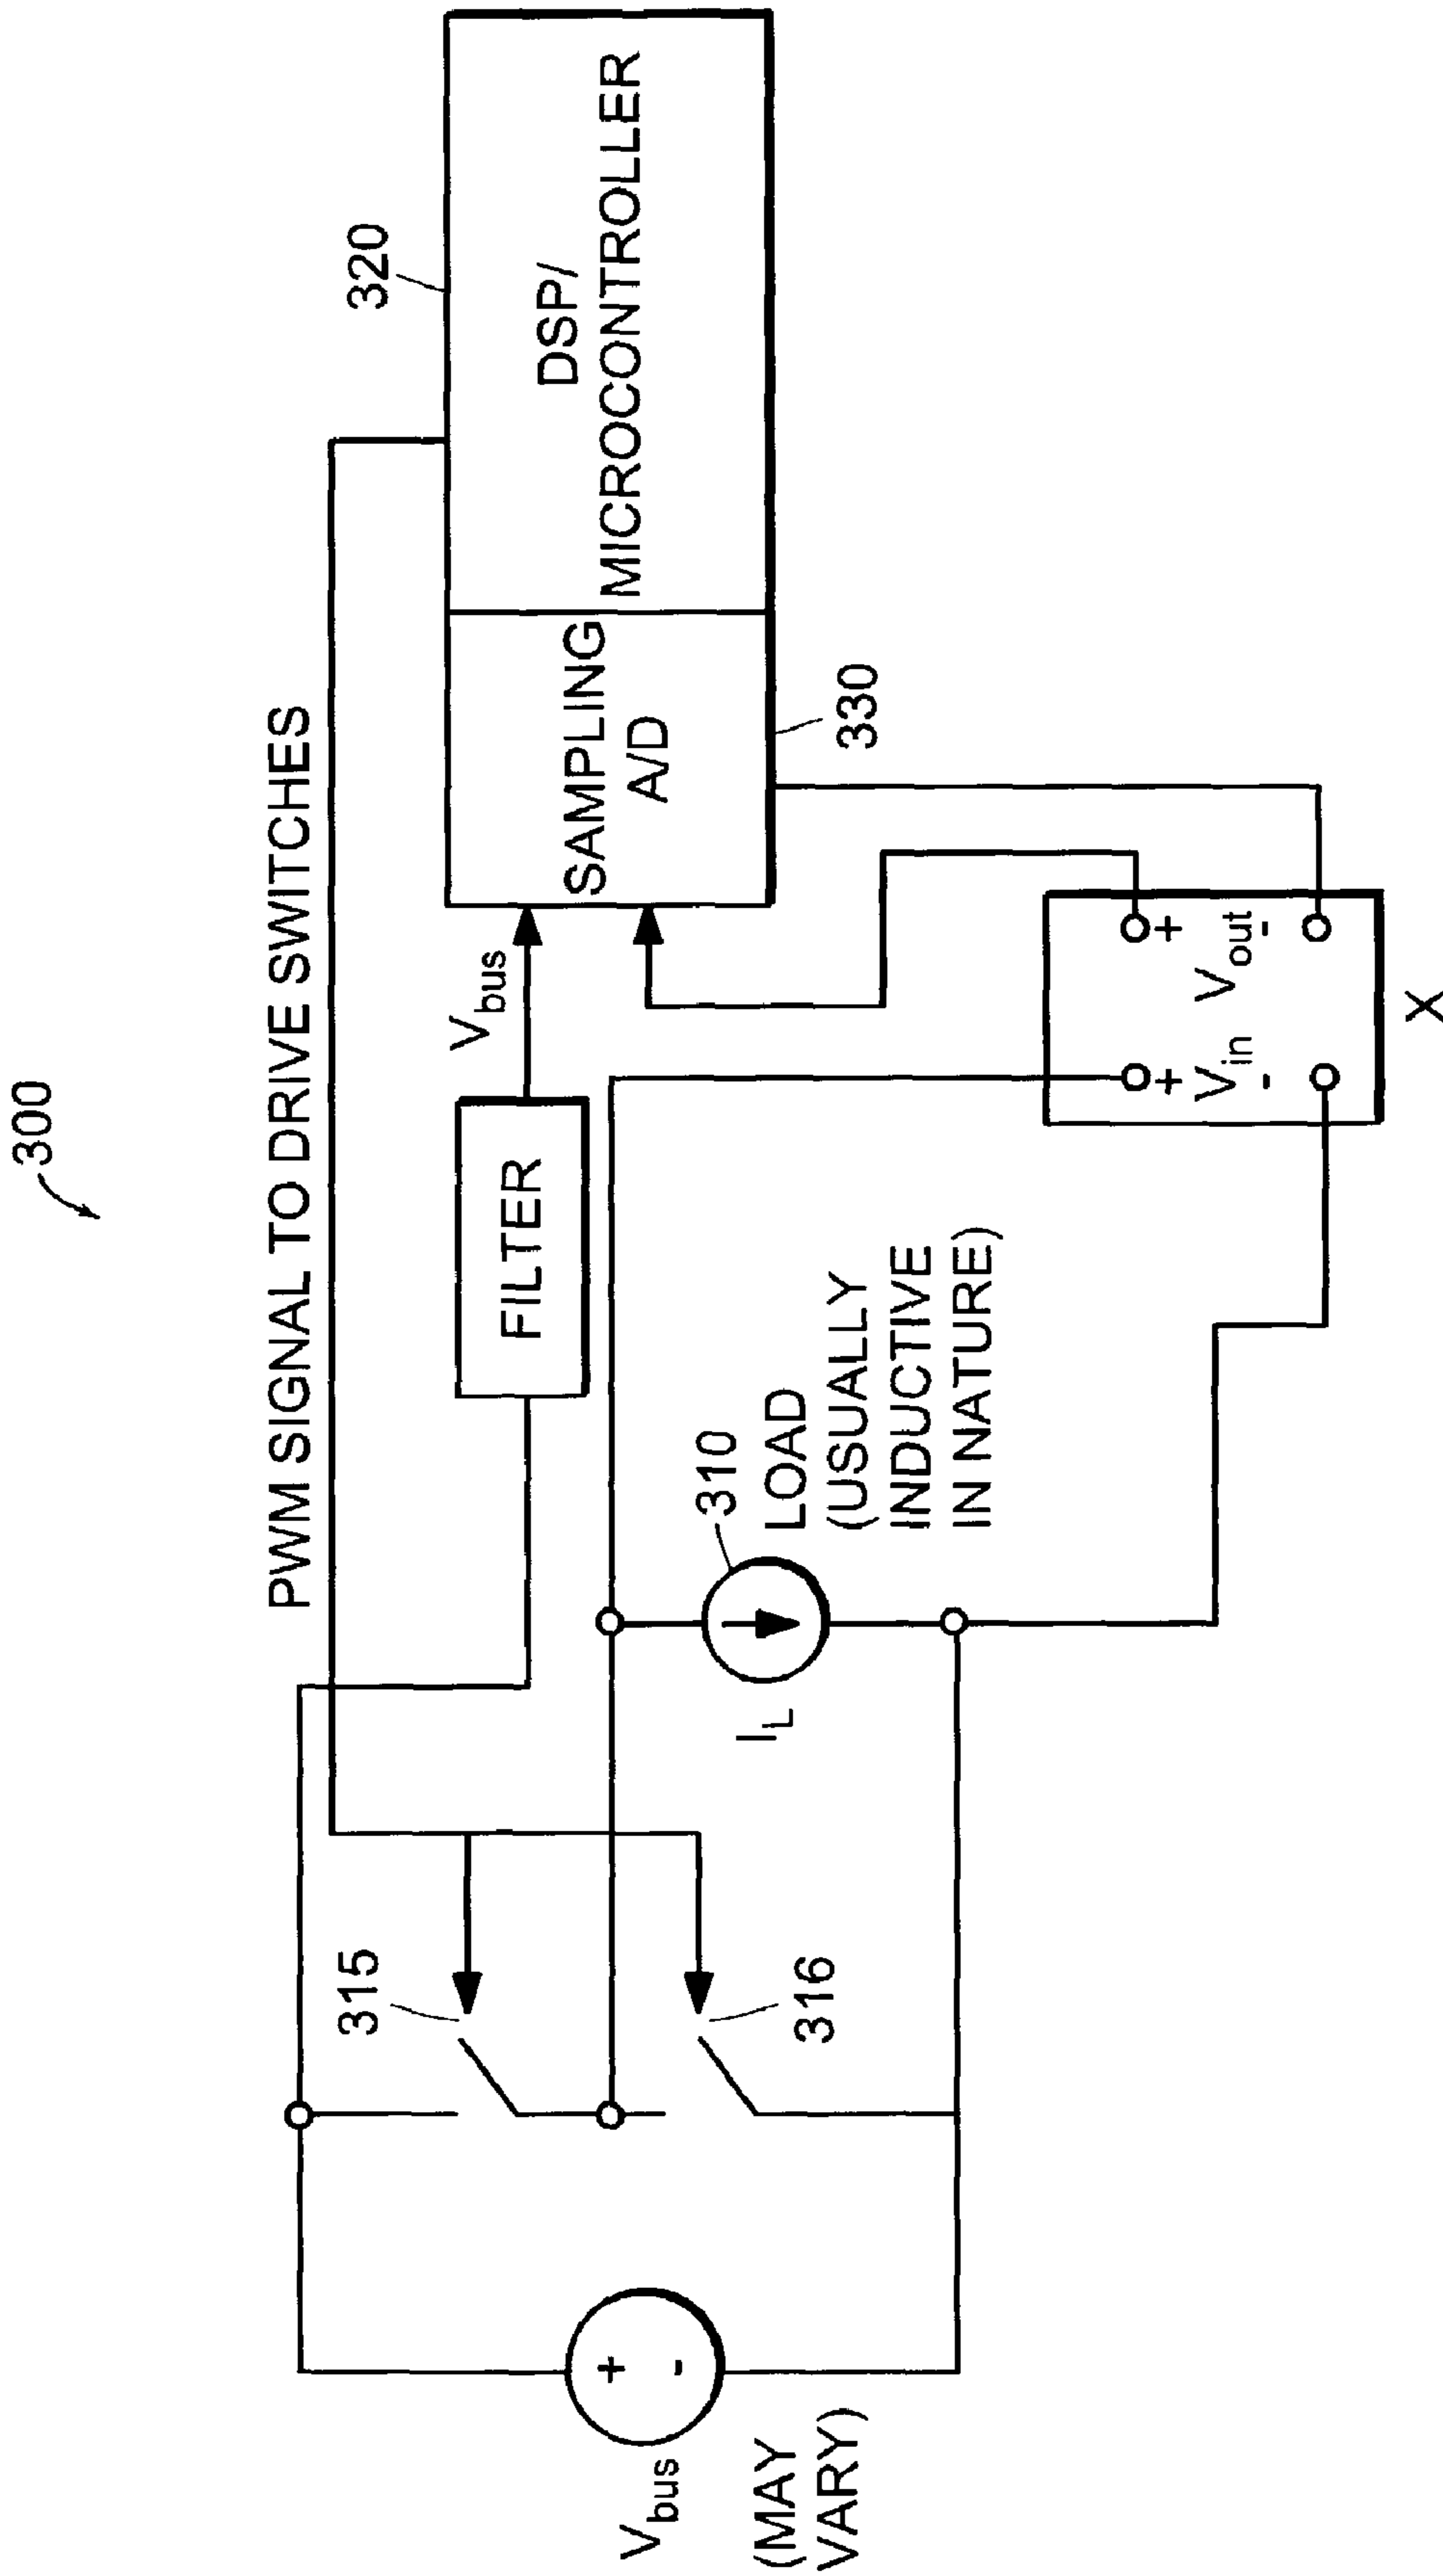 300
PWM SIGNAL TO DRIVE SWITCHES
320
DSP/
MICROCONTROLLER
SAMPLING
A/D
330
Vbus
FILTER
315
316
310
LOAD
(USUALLY
INDUCTIVE
IN NATURE)
IL
Vbus
+
-
(MAY
VARY)
+ +
Vin Vout
- -
X